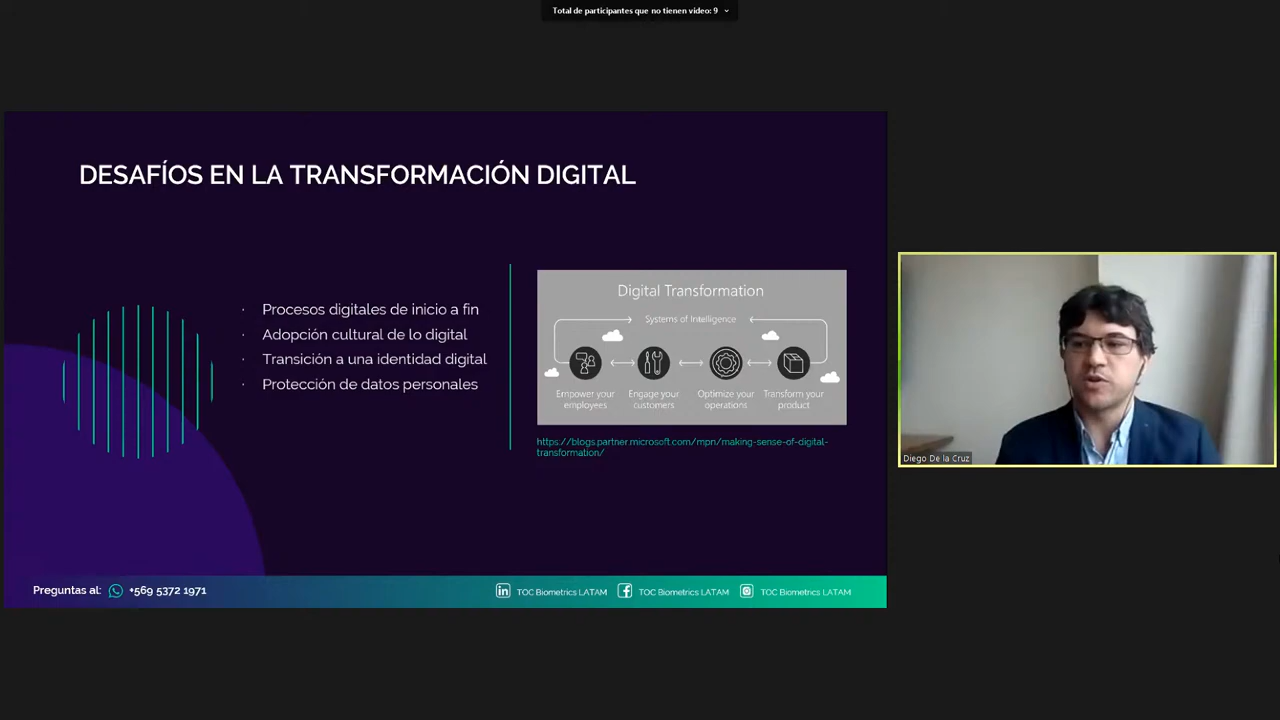 Total de participantes que no tienen video: 9
DESAFÍOS EN LA TRANSFORMACIÓN DIGITAL
· Procesos digitales de inicio a fin
· Adopción cultural de lo digital
· Transición a una identidad digital
· Protección de datos personales
Digital Transformation
Systems of Intelligence
Empower your employees
Engage your customers
Optimize your operations
Transform your product
https://blogs.partner.microsoft.com/mpn/making-sense-of-digital-
transformation/
Diego De la Cruz
Preguntas al: +569 5372 1971
in TOC Biometrics LATAM
TOC Biometrics LATAM
TOC Biometrics LATAM